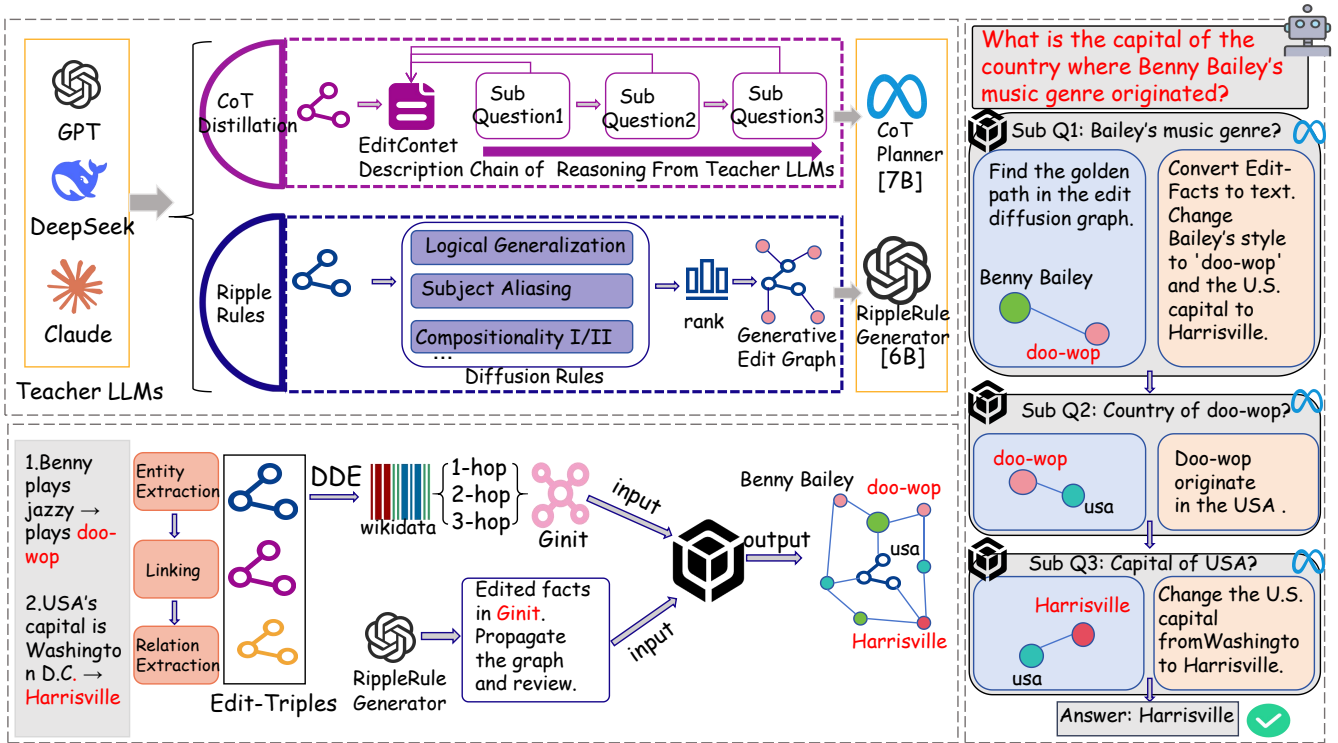 GPT
DeepSeek
Claude
Teacher LLMs
CoT
Distillation
EditContet
Description
Sub
Question1
Sub
Question2
Sub
Question3
Chain of Reasoning From Teacher LLMs
CoT
Planner
[7B]
Ripple
Rules
Logical Generalization
Subject Aliasing
Compositionality I/II
...
Diffusion Rules
rank
Generative
Edit Graph
RippleRule
Generator
[6B]
1.Benny
plays
jazzy →
plays doo-
wop
2.USA's
capital is
Washingto
n D.C. →
Harrisville
Entity
Extraction
Linking
Relation
Extraction
Edit-Triples
DDE
wikidata
1-hop
2-hop
3-hop
Ginit
input
RippleRule
Generator
Edited facts
in Ginit.
Propagate
the graph
and review.
input
output
Benny Bailey
doo-wop
usa
Harrisville
What is the capital of the
country where Benny Bailey's
music genre originated?
Sub Q1: Bailey's music genre?
Find the golden
path in the edit
diffusion graph.
Benny Bailey
doo-wop
Convert Edit-
Facts to text.
Change
Bailey's style
to 'doo-wop'
and the U.S.
capital to
Harrisville.
Sub Q2: Country of doo-wop?
doo-wop
usa
Doo-wop
originate
in the USA .
Sub Q3: Capital of USA?
Harrisville
usa
Change the U.S.
capital
fromWashingto
to Harrisville.
Answer: Harrisville